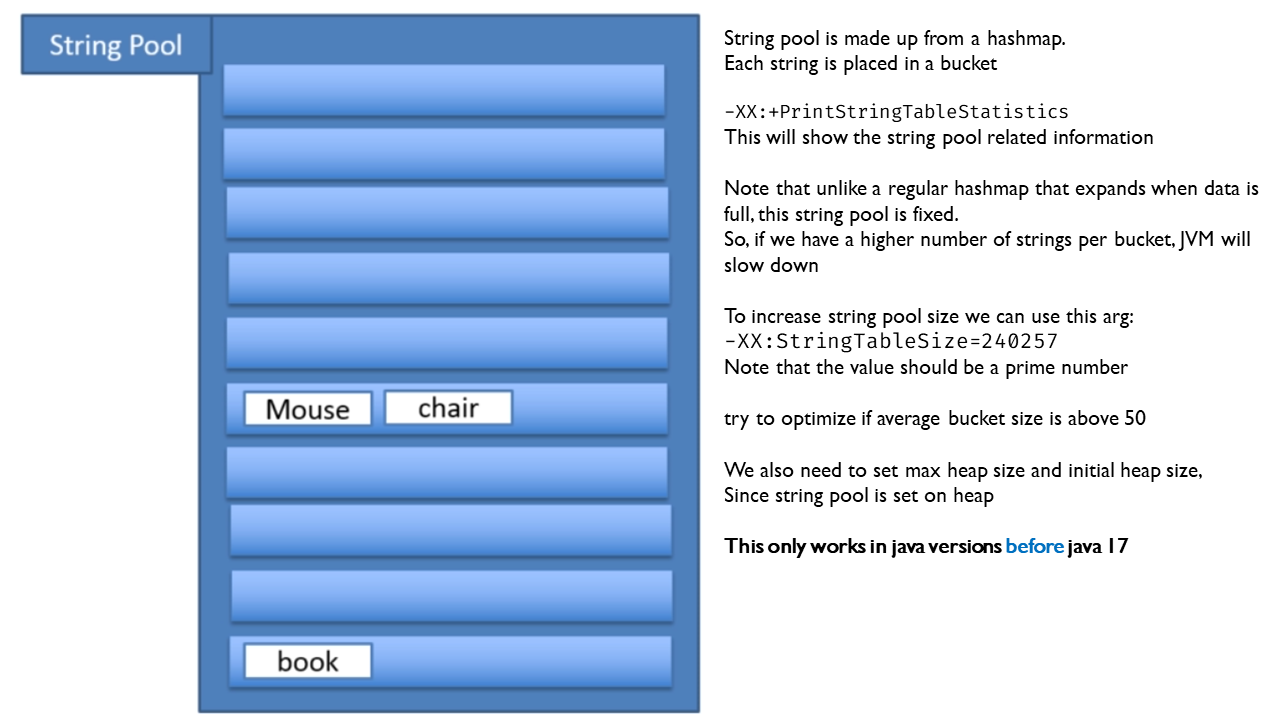 String Pool
Mouse
chair
book
String pool is made up from a hashmap.
Each string is placed in a bucket
-XX:+PrintStringTableStatistics
This will show the string pool related information
Note that unlike a regular hashmap that expands when data is
full, this string pool is fixed.
So, if we have a higher number of strings per bucket, JVM will
slow down
To increase string pool size we can use this arg:
-XX:StringTableSize=240257
Note that the value should be a prime number
try to optimize if average bucket size is above 50
We also need to set max heap size and initial heap size,
Since string pool is set on heap
This only works in java versions before java 17